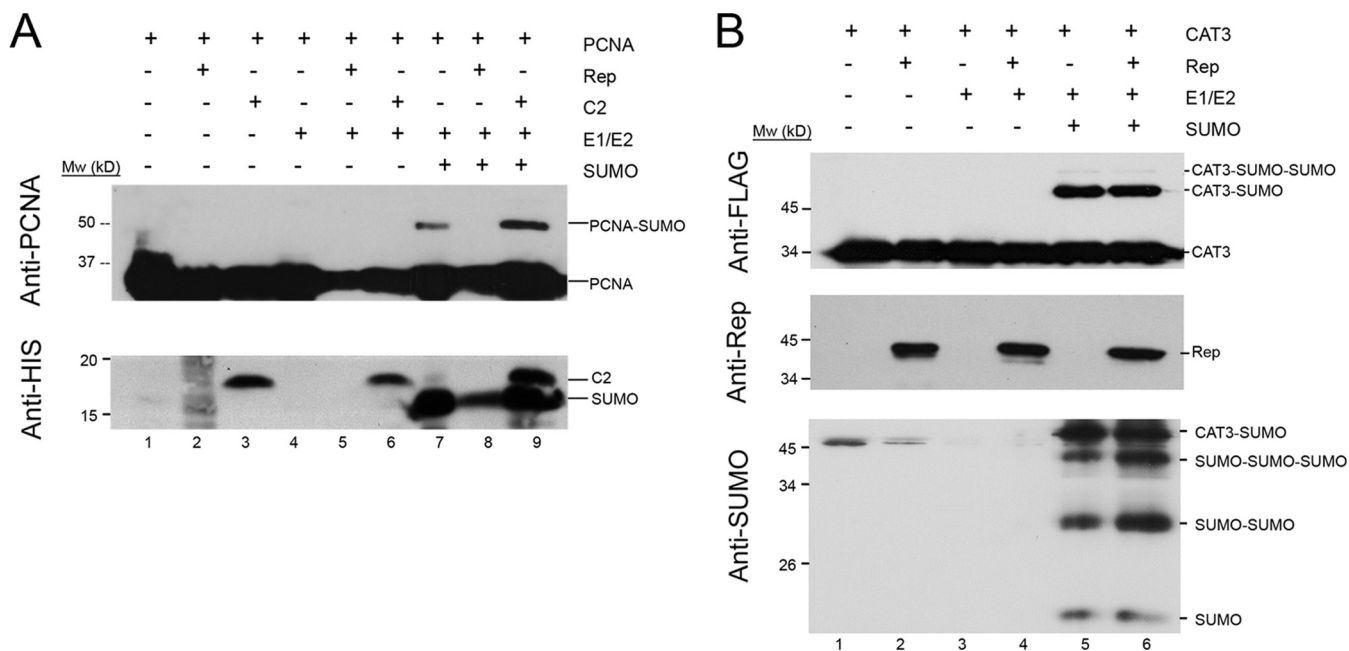 A
+ + + + + + + + + PCNA
- + - - + - - + - Rep
- - + - - + - - + C2
- - - + + + + + + E1/E2
- - - - - - + + + SUMO
Mw (kD)
Anti-PCNA
50 --
37 --
PCNA-SUMO
PCNA
Anti-HIS
20
15
C2
SUMO
1 2 3 4 5 6 7 8 9
B
+ + + + + + CAT3
- + - + - + Rep
- - + + + + E1/E2
- - - - + + SUMO
Mw (kD)
Anti-FLAG
45
34
CAT3-SUMO-SUMO
CAT3-SUMO
CAT3
Anti-Rep
45
34
Rep
Anti-SUMO
45
34
26
CAT3-SUMO
SUMO-SUMO-SUMO
SUMO-SUMO
SUMO
1 2 3 4 5 6